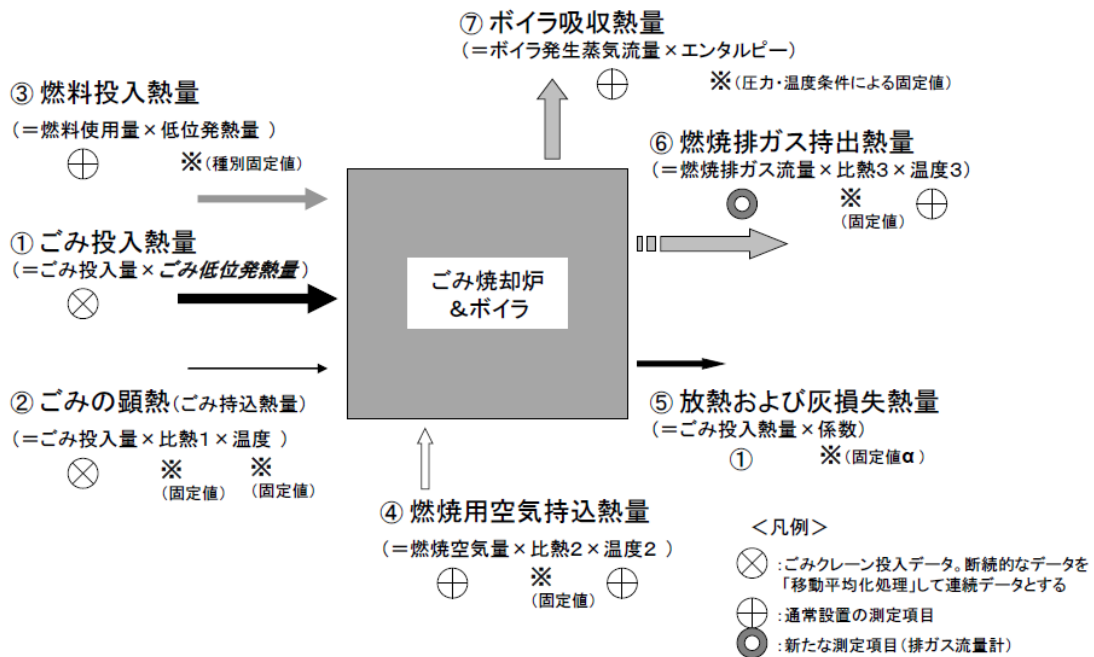 ⑦ ボイラ吸収熱量
(=ボイラ発生蒸気流量×エンタルピー)
※(圧力・温度条件による固定値)
③ 燃料投入熱量
(=燃料使用量×低位発熱量 )
※(種別固定値)
⑥ 燃焼排ガス持出熱量
(=燃焼排ガス流量×比熱3×温度3)
※
(固定値)
① ごみ投入熱量
(=ごみ投入量×ごみ低位発熱量)
ごみ焼却炉
&ボイラ
② ごみの顕熱(ごみ持込熱量)
(=ごみ投入量×比熱1×温度 )
※ ※
(固定値) (固定値)
⑤ 放熱および灰損失熱量
(=ごみ投入熱量×係数)
① ※(固定値α )
④ 燃焼用空気持込熱量
(=燃焼空気量×比熱2×温度2 )
※
(固定値)
<凡例>
:ごみクレーン投入データ。断続的なデータを
「移動平均化処理」して連続データとする
:通常設置の測定項目
:新たな測定項目(排ガス流量計)